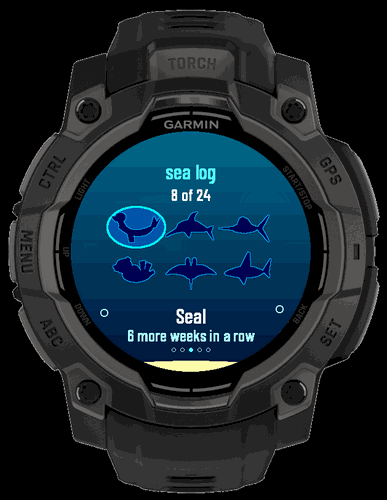 TORCH
GARMIN
CTRL
GPS
LIGHT
START/STOP
sea log
8 of 24
MENU
UP
Seal
6 more weeks in a row
DOWN
BACK
ABC
SET